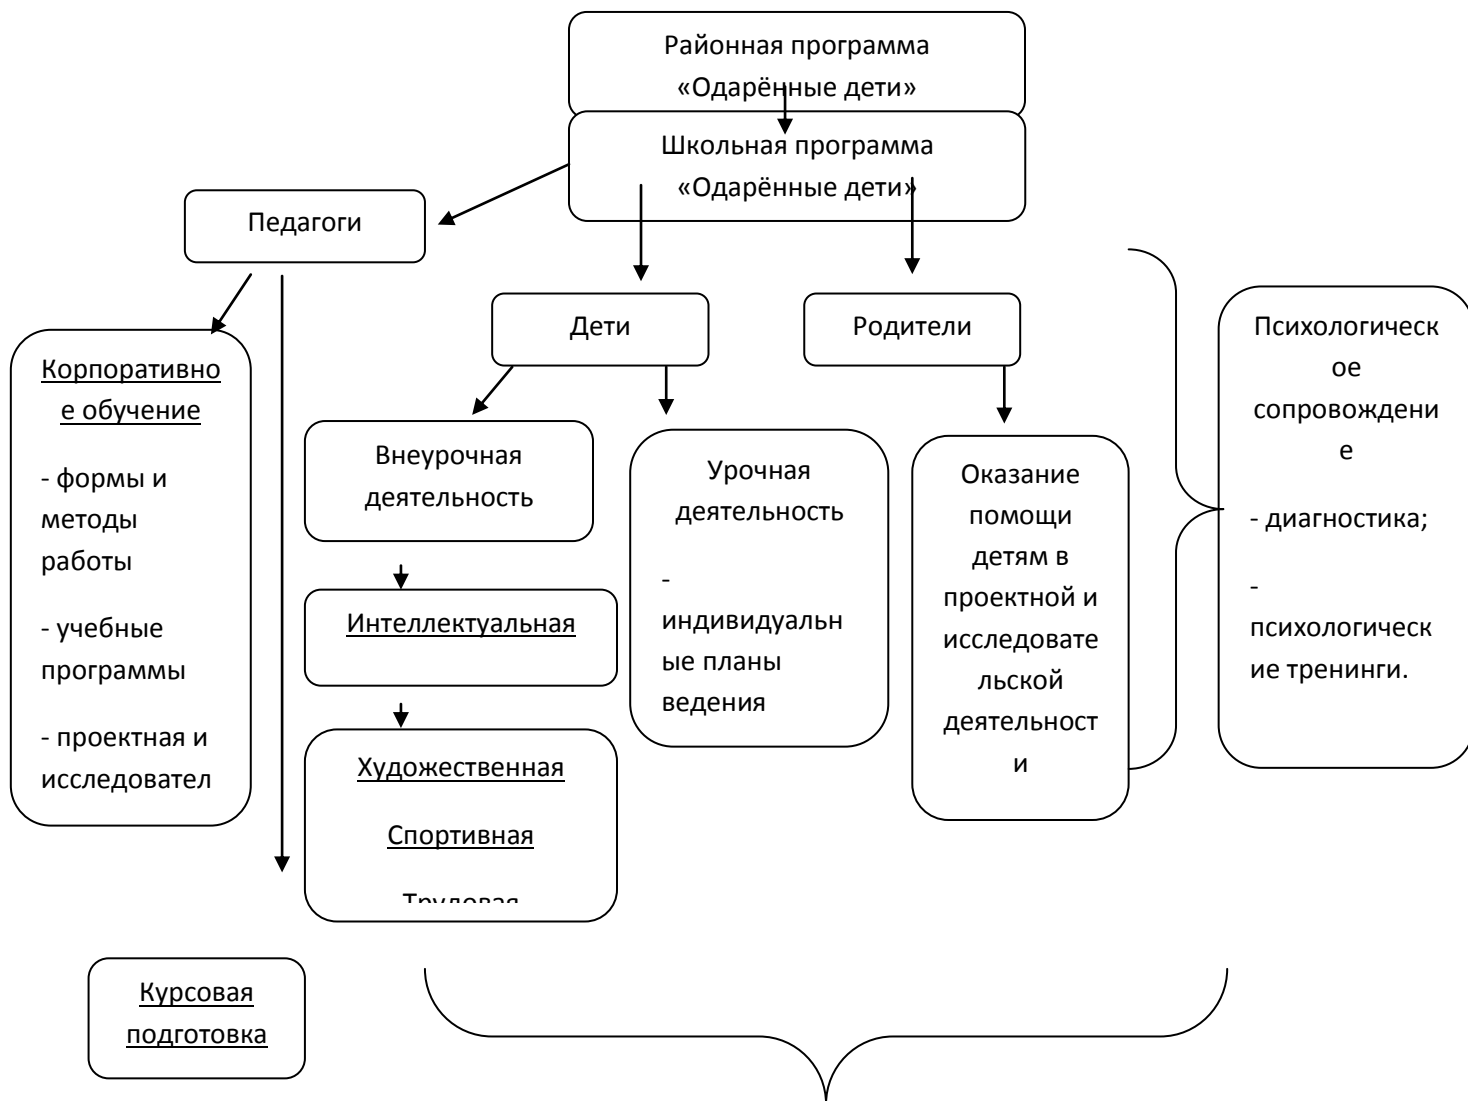 Районная программа
«Одарённые дети»
Школьная программа
«Одарённые дети»
Педагоги
Дети
Родители
Корпоративно
е обучение
- формы и
методы
работы
- учебные
программы
- проектная и
исследовател
Внеурочная
деятельность
Интеллектуальная
Художественная
Спортивная
Трудовая
Урочная
деятельность
-
индивидуальн
ые планы
ведения
Оказание
помощи
детям в
проектной и
исследовате
льской
деятельност
и
Психологическ
ое
сопровождени
е
- диагностика;
-
психологическ
ие тренинги.
Курсовая
подготовка